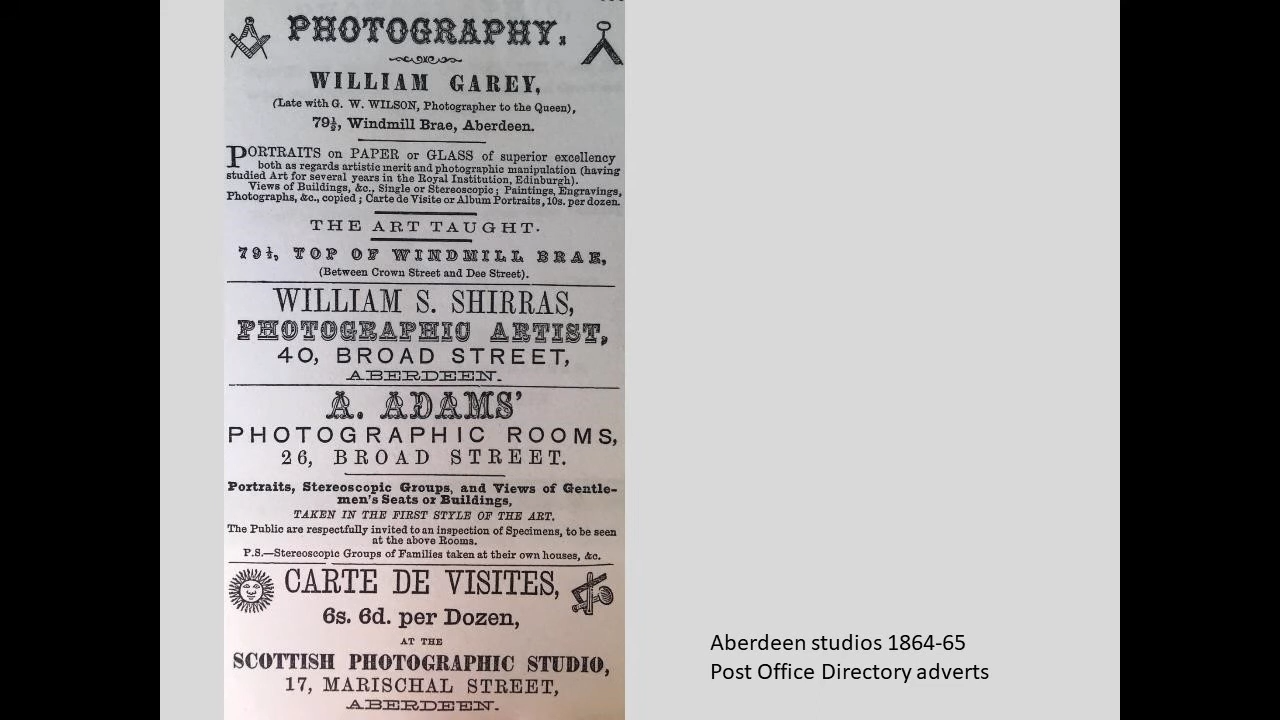 PHOTOGRAPHY.
WILLIAM GAREY,
(Late with G. W. WILSON, Photographer to the Queen),
79½, Windmill Brae, Aberdeen.
PORTRAITS on PAPER or GLASS of superior excellency
both as regards artistic merit and photographic manipulation (having
studied Art for several years in the Royal Institution, Edinburgh).
Views of Buildings, &c., Single or Stereoscopic; Paintings, Engravings,
Photographs, &c., copied; Carte de Visite or Album Portraits, 10s. per dozen.
THE ART TAUGHT.
79½, TOP OF WINDMILL BRAE,
(Between Crown Street and Dee Street).
WILLIAM S. SHIRRAS,
PHOTOGRAPHIC ARTIST,
40, BROAD STREET,
ABERDEEN.
A. ADAMS'
PHOTOGRAPHIC ROOMS,
26, BROAD STREET.
Portraits, Stereoscopic Groups, and Views of Gentle-
men's Seats or Buildings,
TAKEN IN THE FIRST STYLE OF THE ART.
The Public are respectfully invited to an inspection of Specimens, to be seen
at the above Rooms.
P.S.—Stereoscopic Groups of Families taken at their own houses, &c.
CARTE DE VISITES,
6s. 6d. per Dozen,
AT THE
SCOTTISH PHOTOGRAPHIC STUDIO,
17, MARISCHAL STREET,
ABERDEEN.
Aberdeen studios 1864-65
Post Office Directory adverts